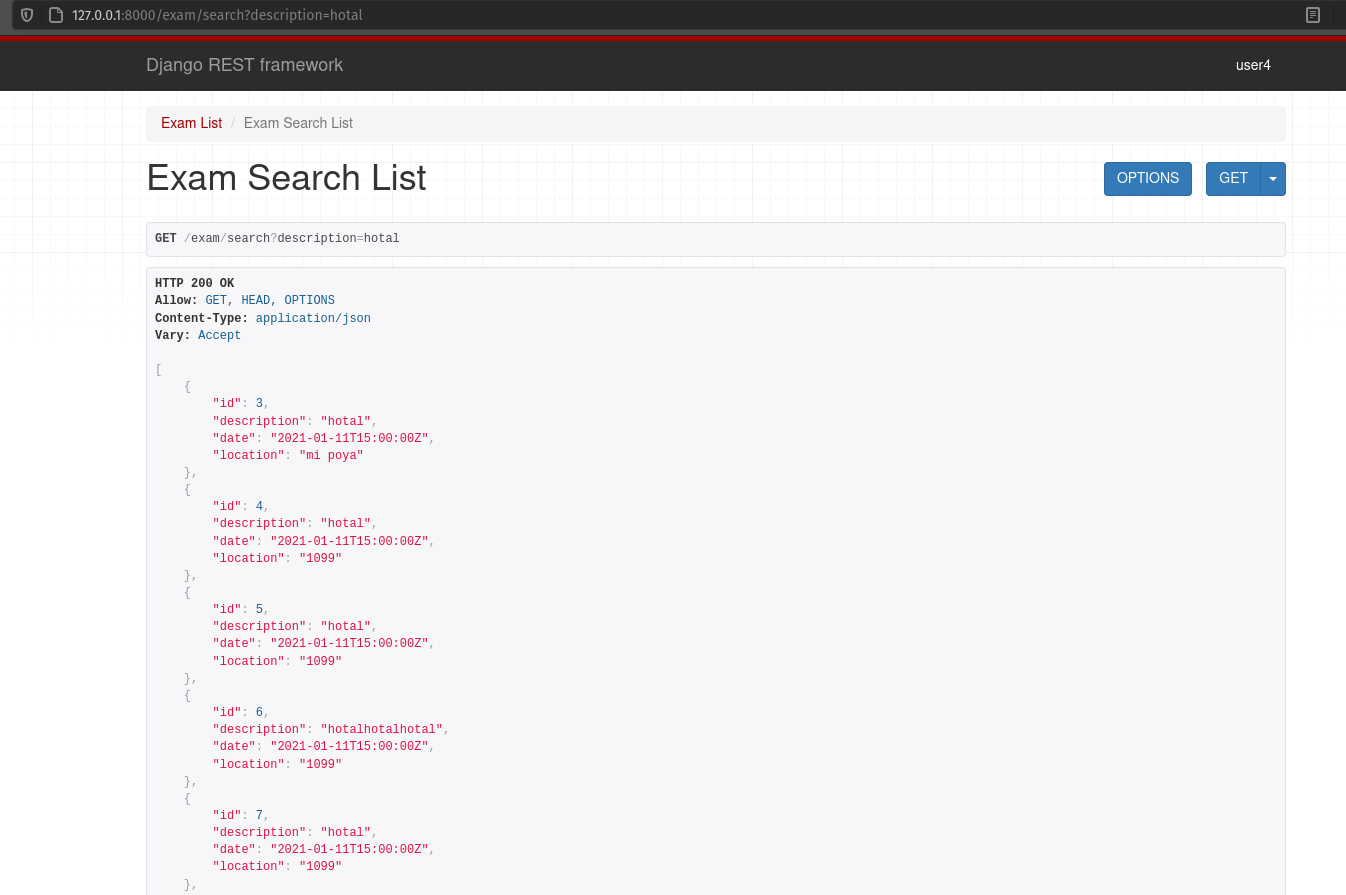 127.0.0.1:8000/exam/search?description=hotal
Django REST framework
user4
Exam List / Exam Search List
Exam Search List
OPTIONS
GET
GET /exam/search?description=hotal
HTTP 200 OK
Allow: GET, HEAD, OPTIONS
Content-Type: application/json
Vary: Accept
[
    {
        "id": 3,
        "description": "hotal",
        "date": "2021-01-11T15:00:00Z",
        "location": "mi poya"
    },
    {
        "id": 4,
        "description": "hotal",
        "date": "2021-01-11T15:00:00Z",
        "location": "1099"
    },
    {
        "id": 5,
        "description": "hotal",
        "date": "2021-01-11T15:00:00Z",
        "location": "1099"
    },
    {
        "id": 6,
        "description": "hotalhotalhotal",
        "date": "2021-01-11T15:00:00Z",
        "location": "1099"
    },
    {
        "id": 7,
        "description": "hotal",
        "date": "2021-01-11T15:00:00Z",
        "location": "1099"
    },